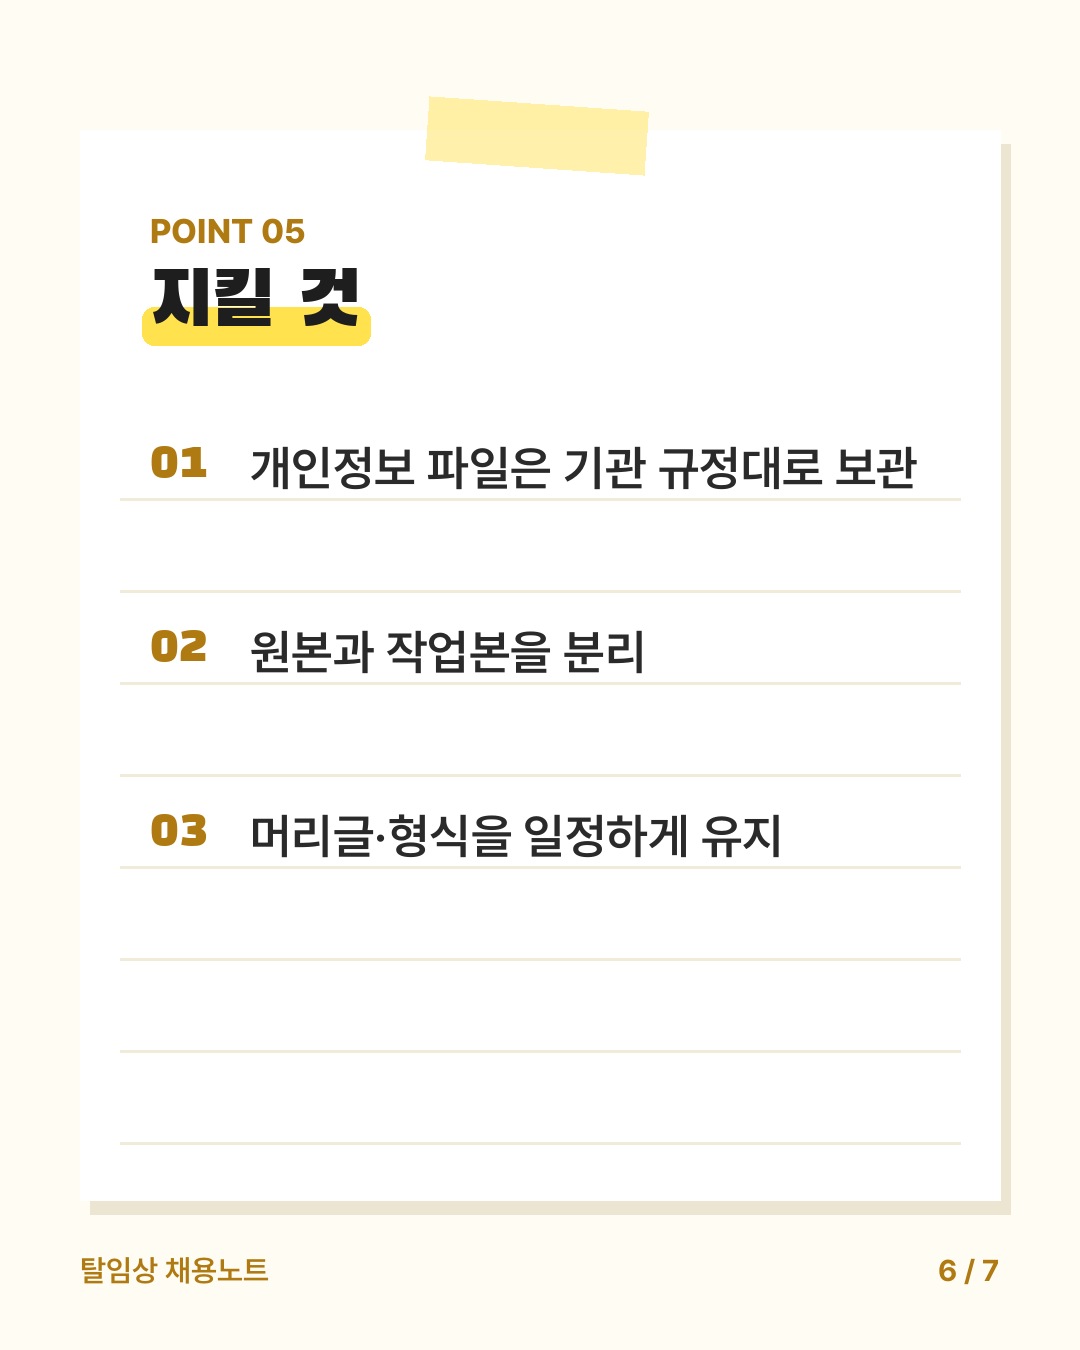 POINT 05
지킬 것
01 개인정보 파일은 기관 규정대로 보관
02 원본과 작업본을 분리
03 머리글·형식을 일정하게 유지
탈임상 채용노트
6 / 7